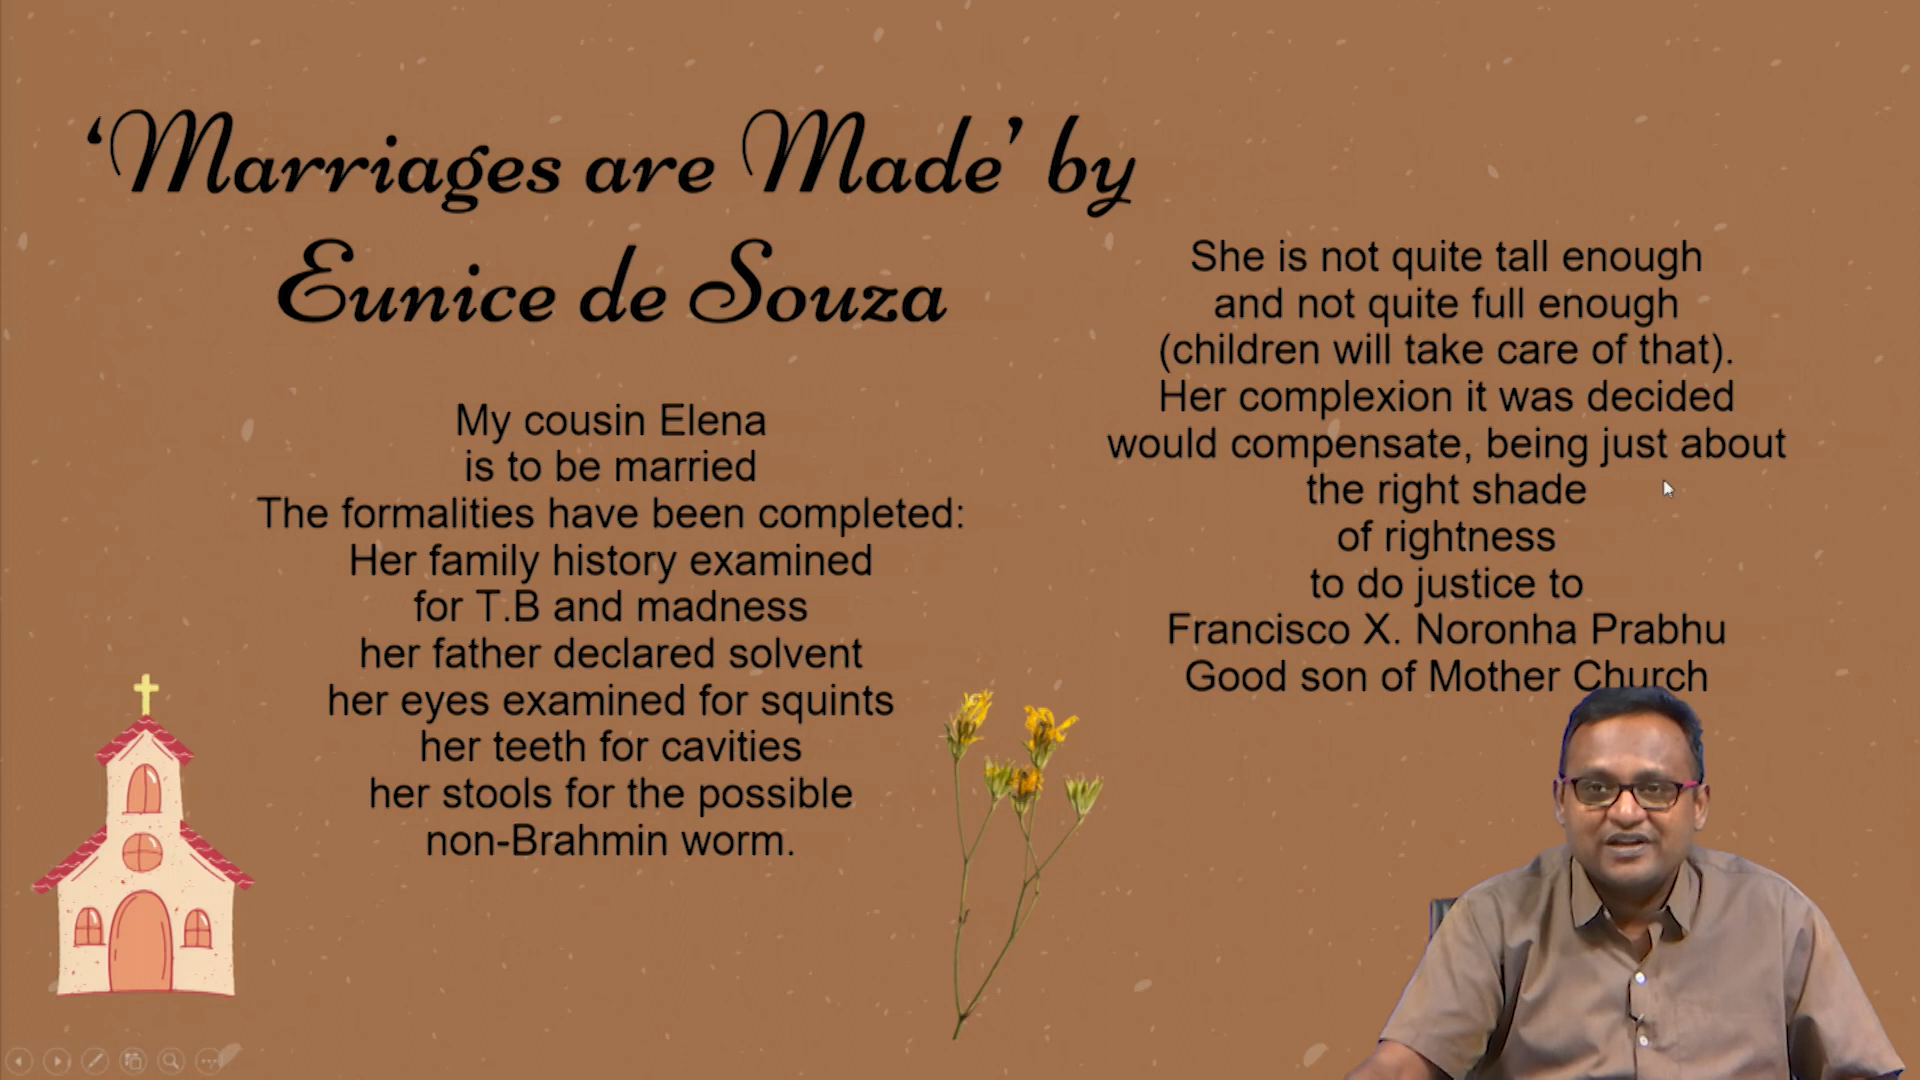 ‘Marriages are Made’ by
Eunice de Souza
My cousin Elena
is to be married
The formalities have been completed:
Her family history examined
for T.B and madness
her father declared solvent
her eyes examined for squints
her teeth for cavities
her stools for the possible
non-Brahmin worm.
She is not quite tall enough
and not quite full enough
(children will take care of that).
Her complexion it was decided
would compensate, being just about
the right shade
of rightness
to do justice to
Francisco X. Noronha Prabhu
Good son of Mother Church